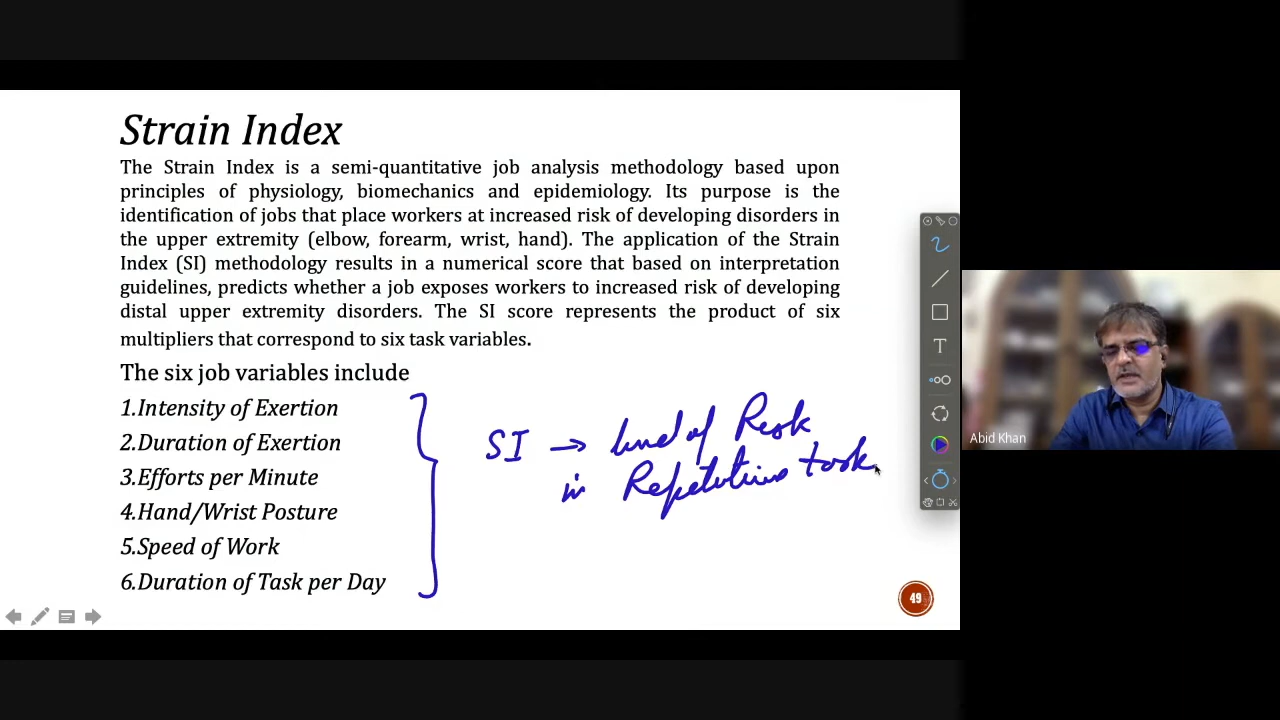 Strain Index
The Strain Index is a semi-quantitative job analysis methodology based upon
principles of physiology, biomechanics and epidemiology. Its purpose is the
identification of jobs that place workers at increased risk of developing disorders in
the upper extremity (elbow, forearm, wrist, hand). The application of the Strain
Index (SI) methodology results in a numerical score that based on interpretation
guidelines, predicts whether a job exposes workers to increased risk of developing
distal upper extremity disorders. The SI score represents the product of six
multipliers that correspond to six task variables.
The six job variables include
1.Intensity of Exertion
2.Duration of Exertion
3.Efforts per Minute
4.Hand/Wrist Posture
5.Speed of Work
6.Duration of Task per Day
SI → of Risk
in Repetitive task
T
49
Abid Khan